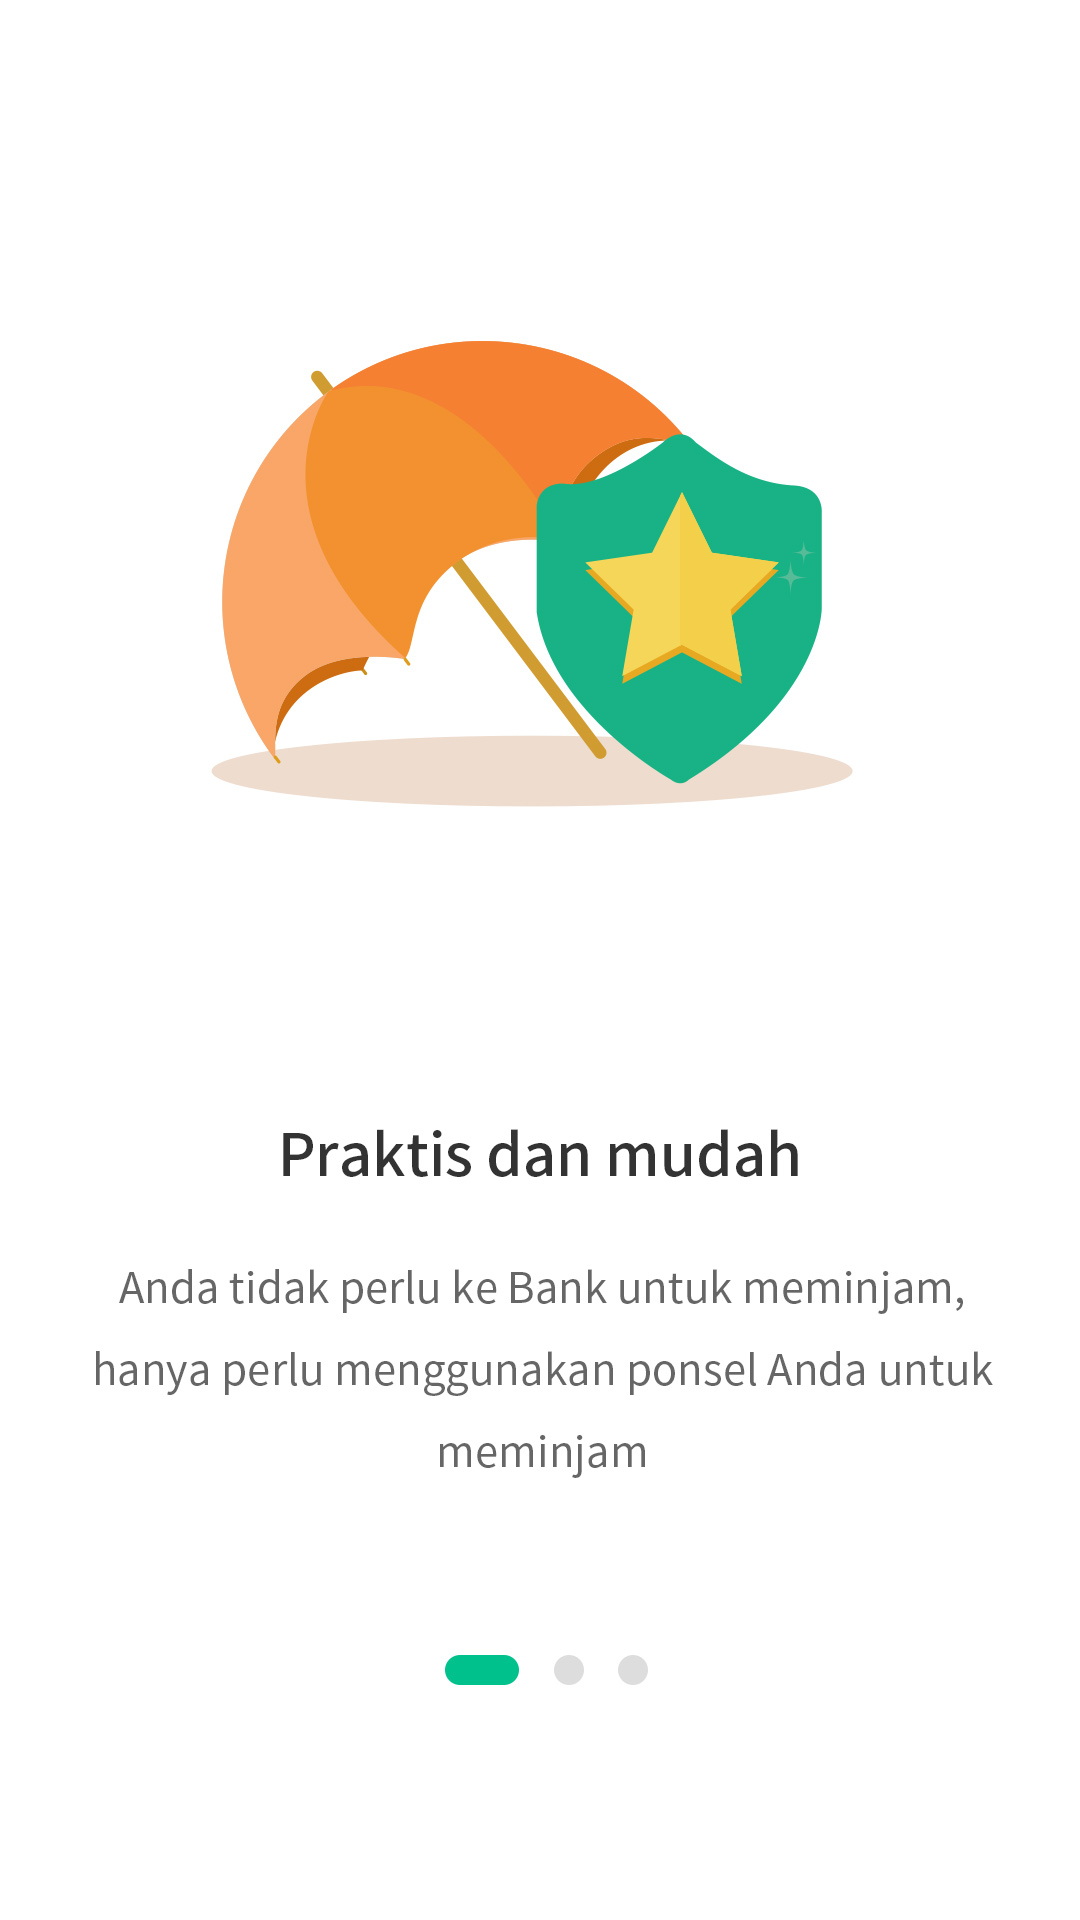 Praktis dan mudah
Anda tidak perlu ke Bank untuk meminjam,
hanya perlu menggunakan ponsel Anda untuk
meminjam